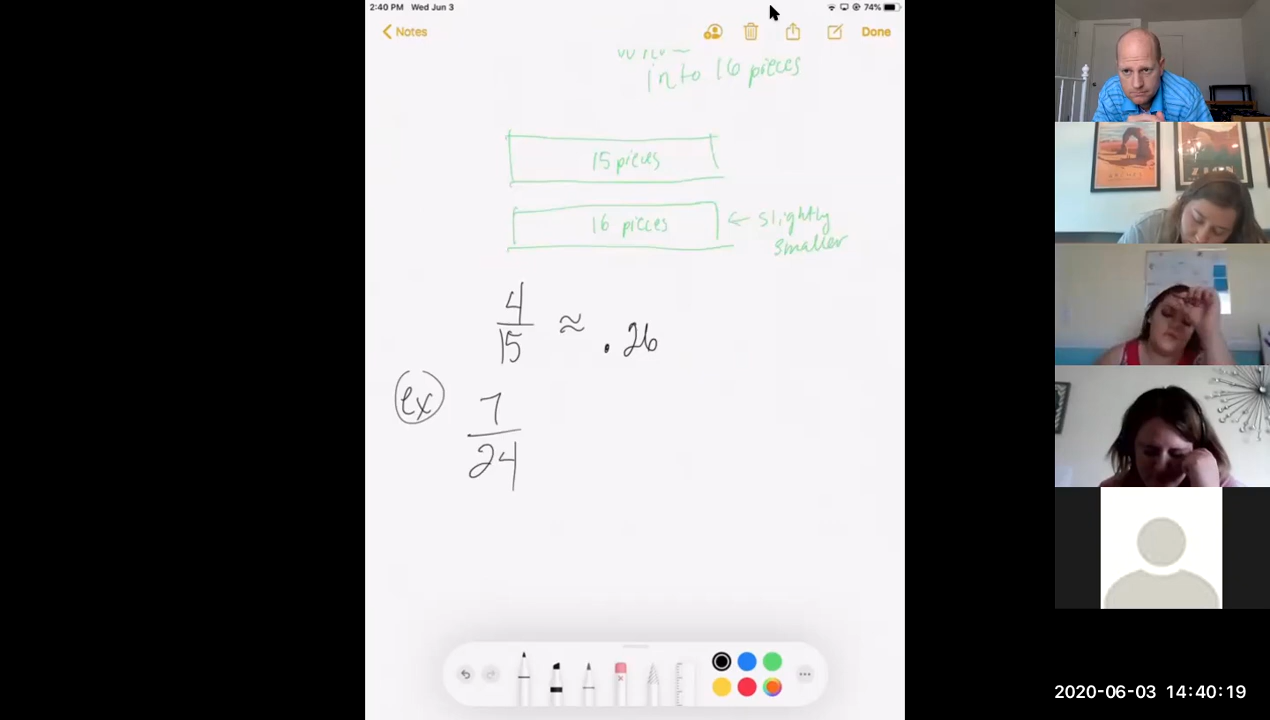 2:40 PM Wed Jun 3
74%
Notes
Done
into 16 pieces
15 pieces
16 pieces ← slightly smaller
4/15 ≈ .26
ex 7/24
2020-06-03 14:40:19